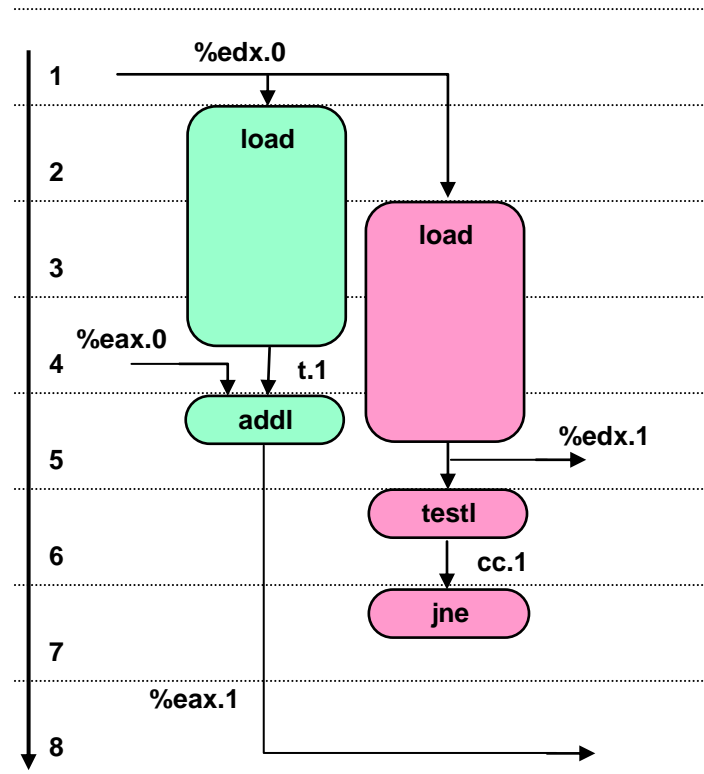 %edx.0
1
load
2
load
3
%eax.0
4
t.1
addl
%edx.1
5
testl
6
cc.1
jne
7
%eax.1
8